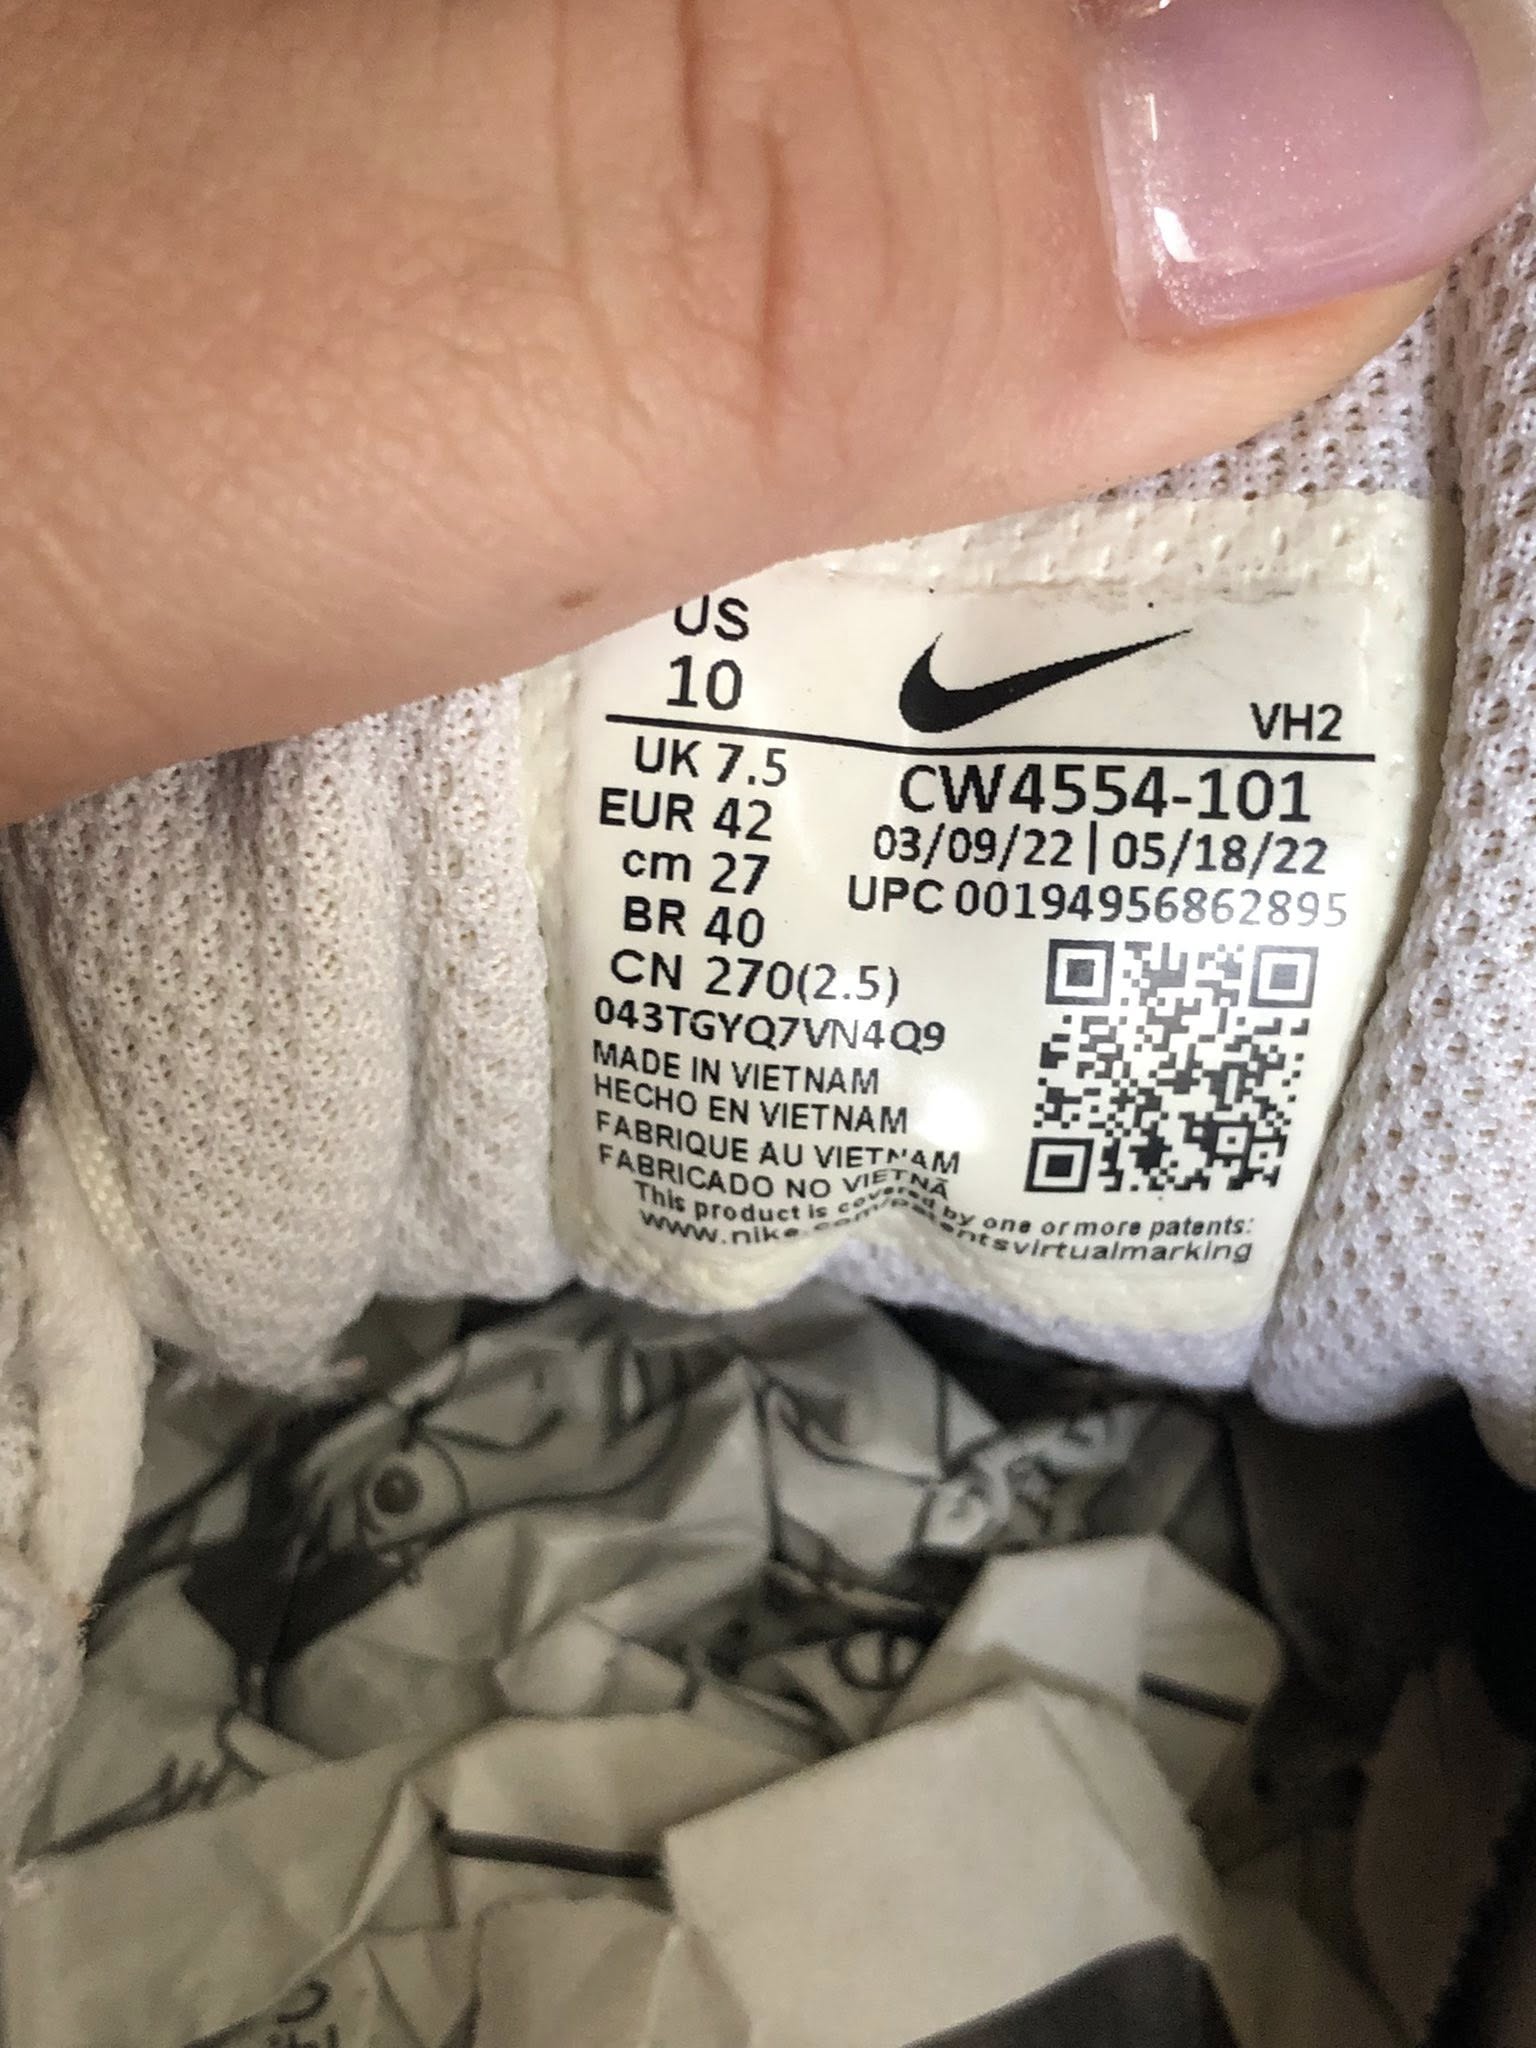 US
10
VH2
UK 7.5
EUR 42
cm 27
BR 40
CN 270(2.5)
CW4554-101
03/09/22 | 05/18/22
UPC 00194956862895
043TGYQ7VN4Q9
MADE IN VIETNAM
HECHO EN VIETNAM
FABRIQUE AU VIETNAM
FABRICADO NO VIETNÃ
This product is covered by one or more patents:
www.nike.com/patentsvirtualmarking